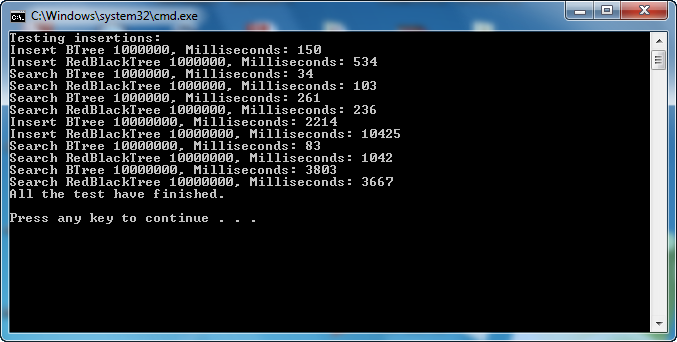 C:\Windows\system32\cmd.exe
Testing insertions:
Insert BTree 1000000, Milliseconds: 150
Insert RedBlackTree 1000000, Milliseconds: 534
Search BTree 1000000, Milliseconds: 34
Search RedBlackTree 1000000, Milliseconds: 103
Search BTree 1000000, Milliseconds: 261
Search RedBlackTree 1000000, Milliseconds: 236
Insert BTree 10000000, Milliseconds: 2214
Insert RedBlackTree 10000000, Milliseconds: 10425
Search BTree 10000000, Milliseconds: 83
Search RedBlackTree 10000000, Milliseconds: 1042
Search BTree 10000000, Milliseconds: 3803
Search RedBlackTree 10000000, Milliseconds: 3667
All the test have finished.
Press any key to continue . . .